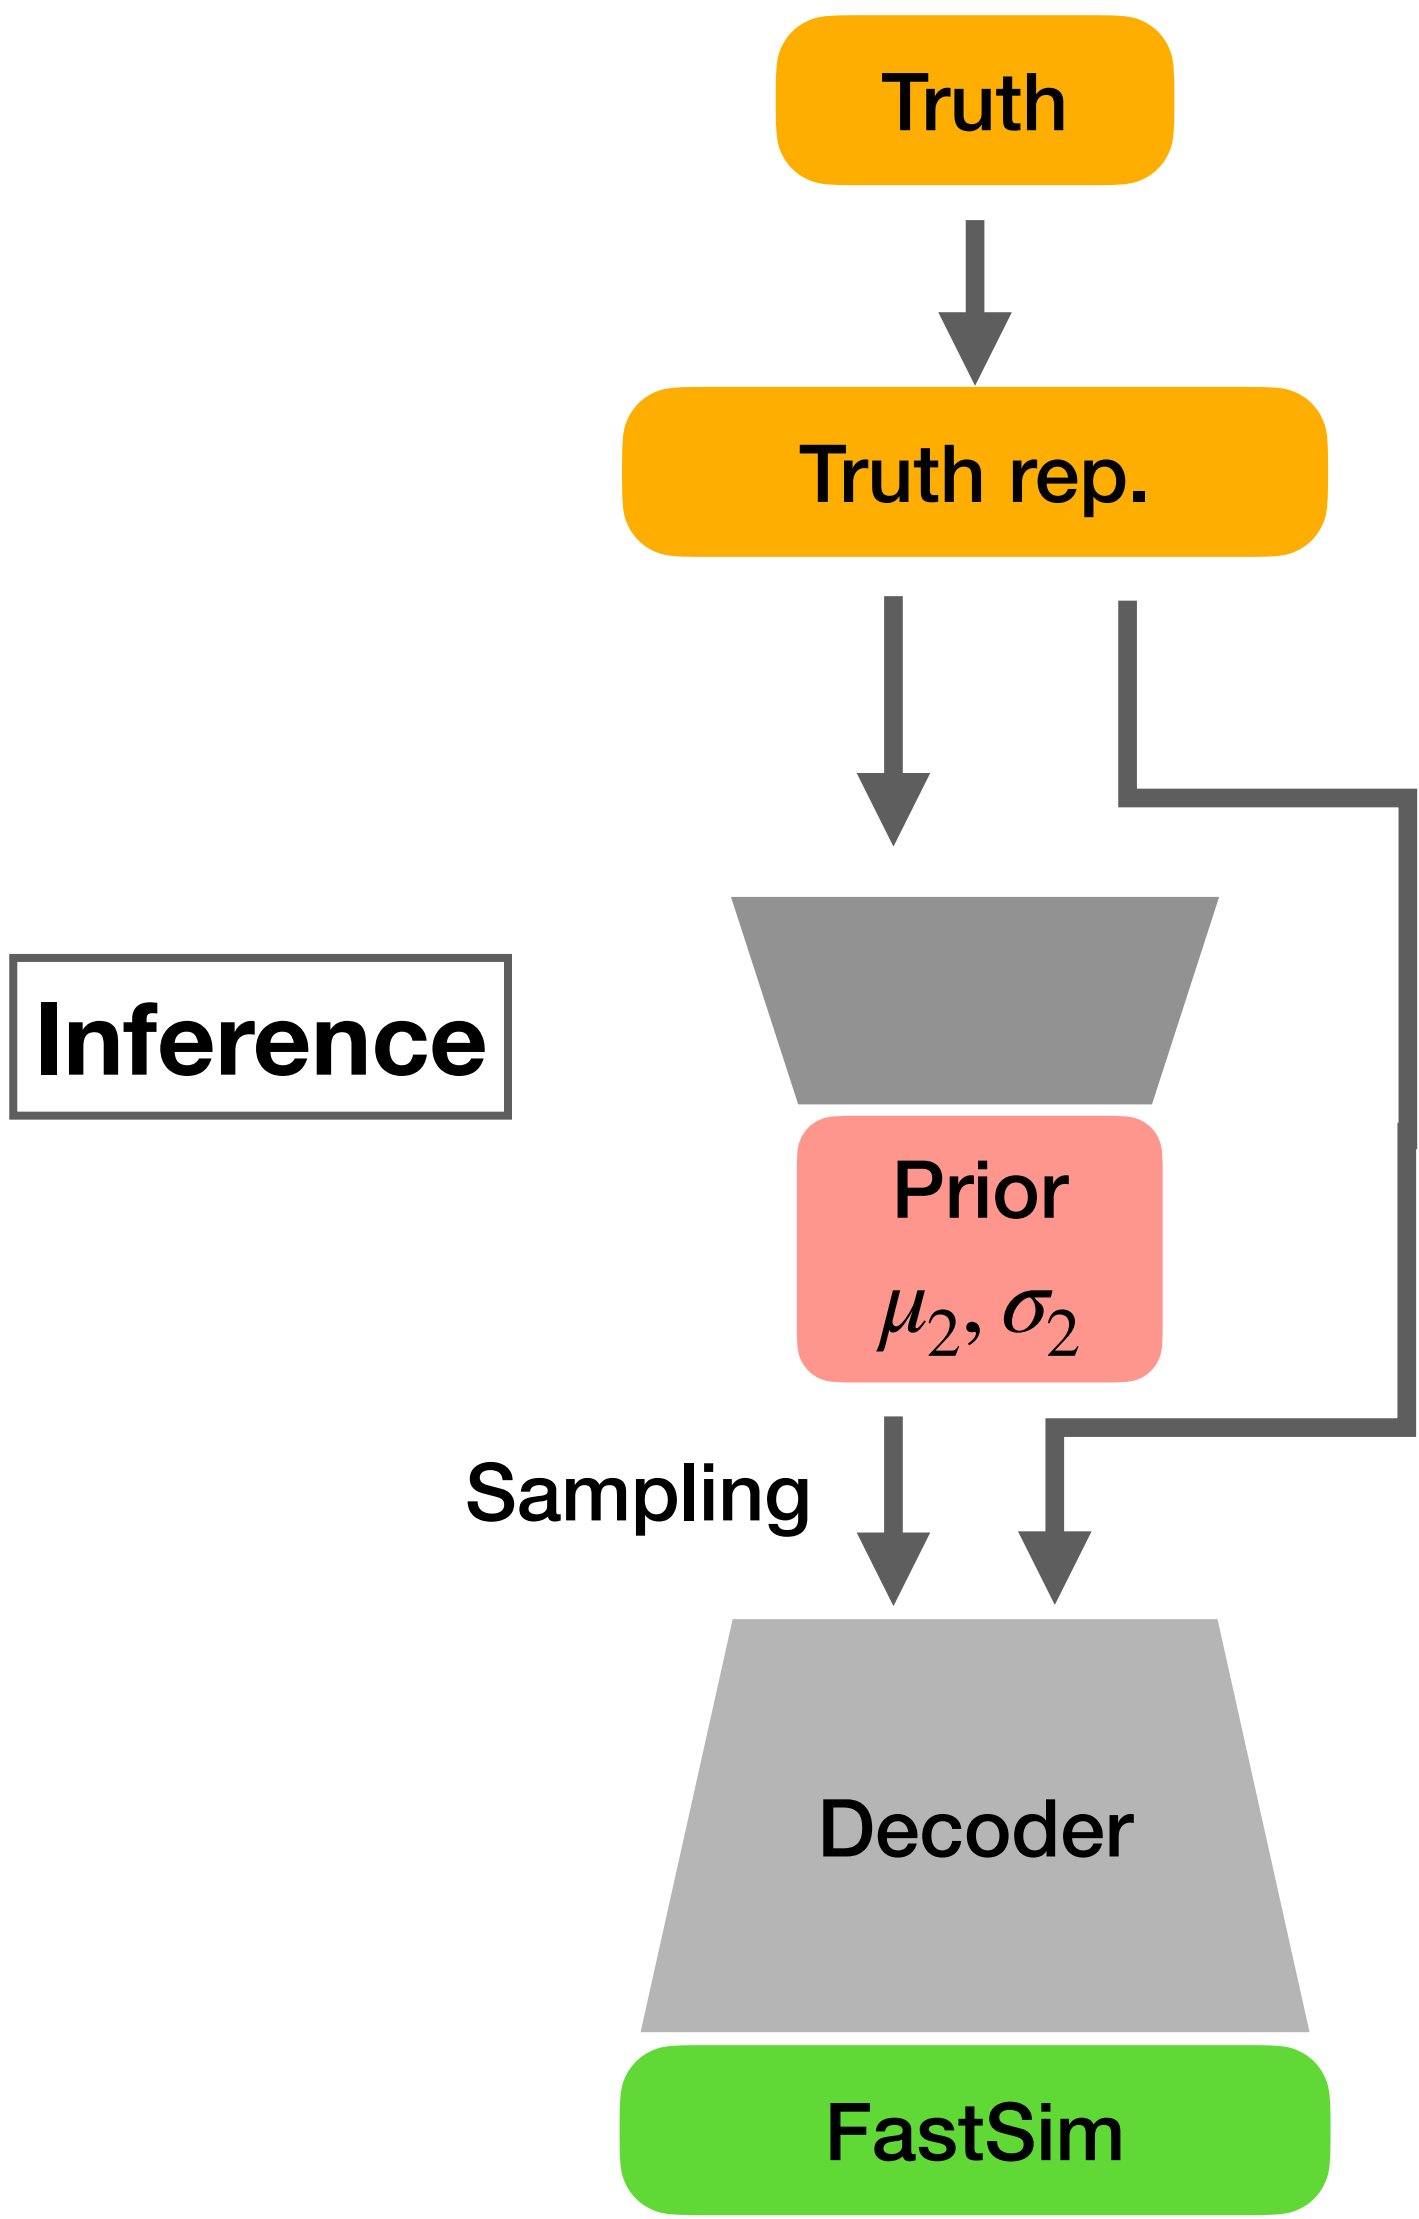 Truth
Truth rep.
Inference
Prior
μ₂, σ₂
Sampling
Decoder
FastSim